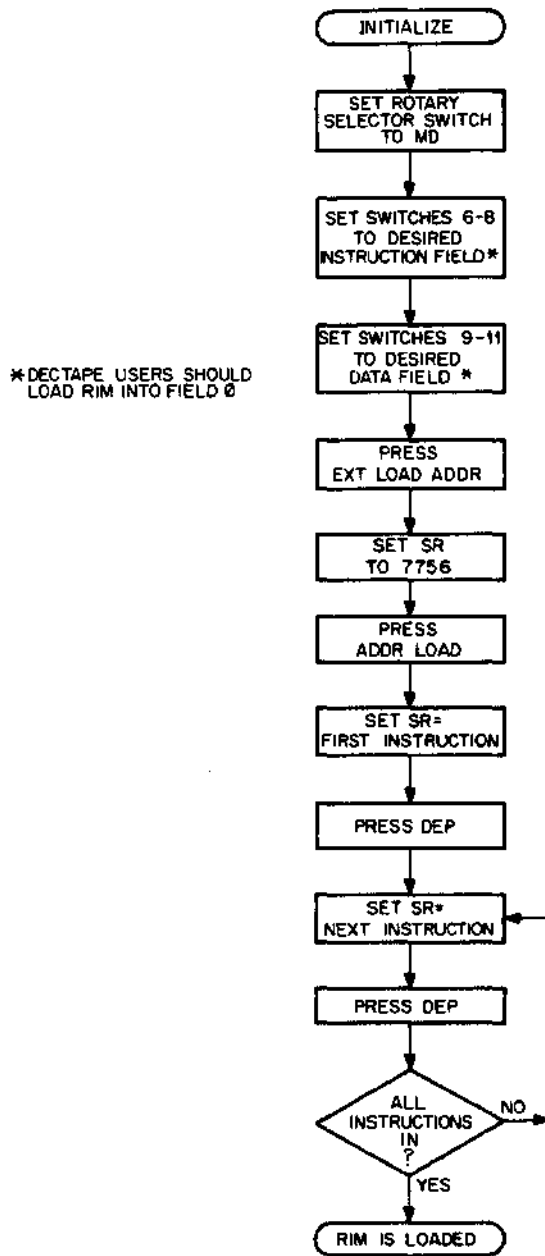 INITIALIZE
SET ROTARY
SELECTOR SWITCH
TO MD
SET SWITCHES 6-8
TO DESIRED
INSTRUCTION FIELD*
SET SWITCHES 9-11
TO DESIRED
DATA FIELD *
* DECTAPE USERS SHOULD
LOAD RIM INTO FIELD 0
PRESS
EXT LOAD ADDR
SET SR
TO 7756
PRESS
ADDR LOAD
SET SR=
FIRST INSTRUCTION
PRESS DEP
SET SR=
NEXT INSTRUCTION
PRESS DEP
ALL
INSTRUCTIONS
IN
?
NO
YES
RIM IS LOADED